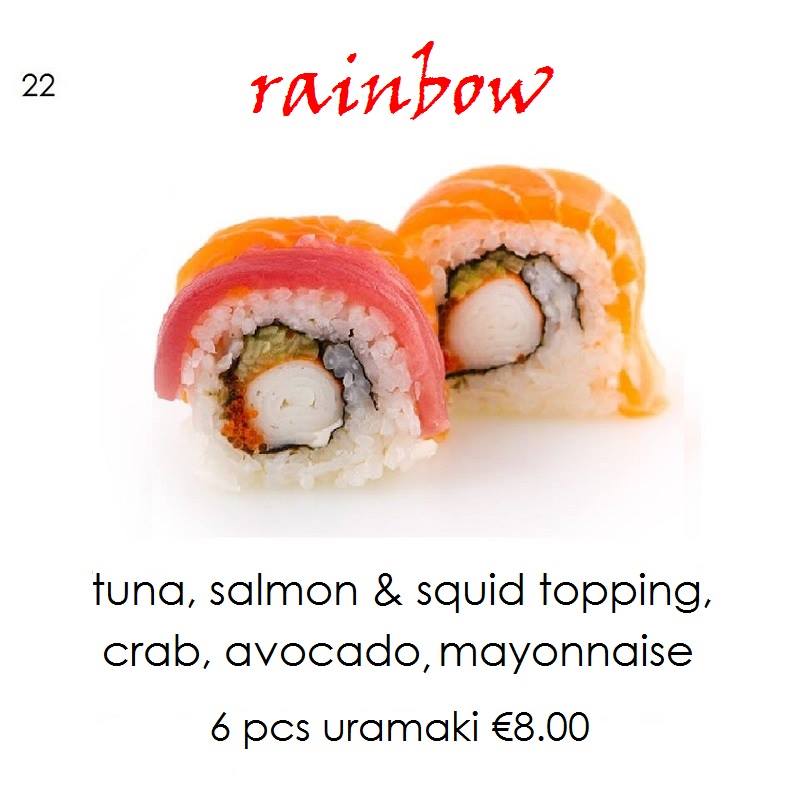 22
rainbow
tuna, salmon & squid topping,
crab, avocado, mayonnaise
6 pcs uramaki €8.00